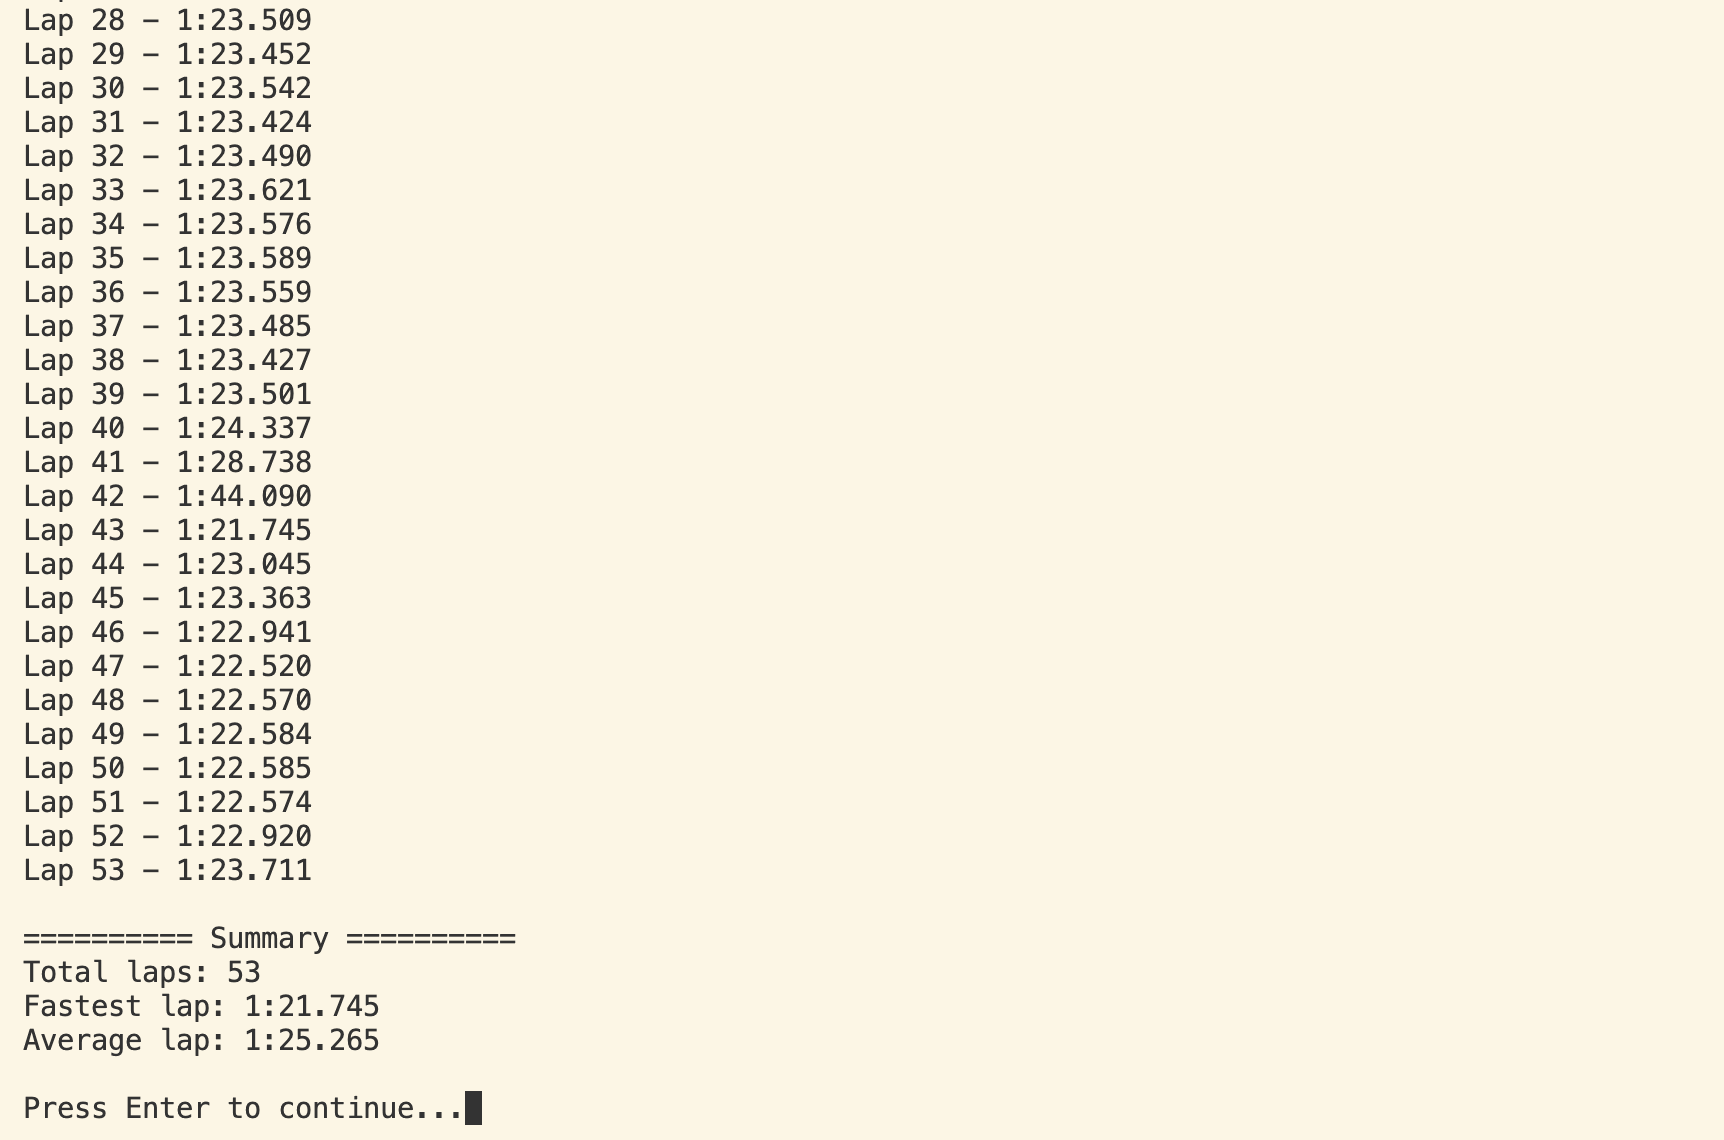 Lap 28 – 1:23.509
Lap 29 – 1:23.452
Lap 30 – 1:23.542
Lap 31 – 1:23.424
Lap 32 – 1:23.490
Lap 33 – 1:23.621
Lap 34 – 1:23.576
Lap 35 – 1:23.589
Lap 36 – 1:23.559
Lap 37 – 1:23.485
Lap 38 – 1:23.427
Lap 39 – 1:23.501
Lap 40 – 1:24.337
Lap 41 – 1:28.738
Lap 42 – 1:44.090
Lap 43 – 1:21.745
Lap 44 – 1:23.045
Lap 45 – 1:23.363
Lap 46 – 1:22.941
Lap 47 – 1:22.520
Lap 48 – 1:22.570
Lap 49 – 1:22.584
Lap 50 – 1:22.585
Lap 51 – 1:22.574
Lap 52 – 1:22.920
Lap 53 – 1:23.711
========== Summary ==========
Total laps: 53
Fastest lap: 1:21.745
Average lap: 1:25.265
Press Enter to continue...